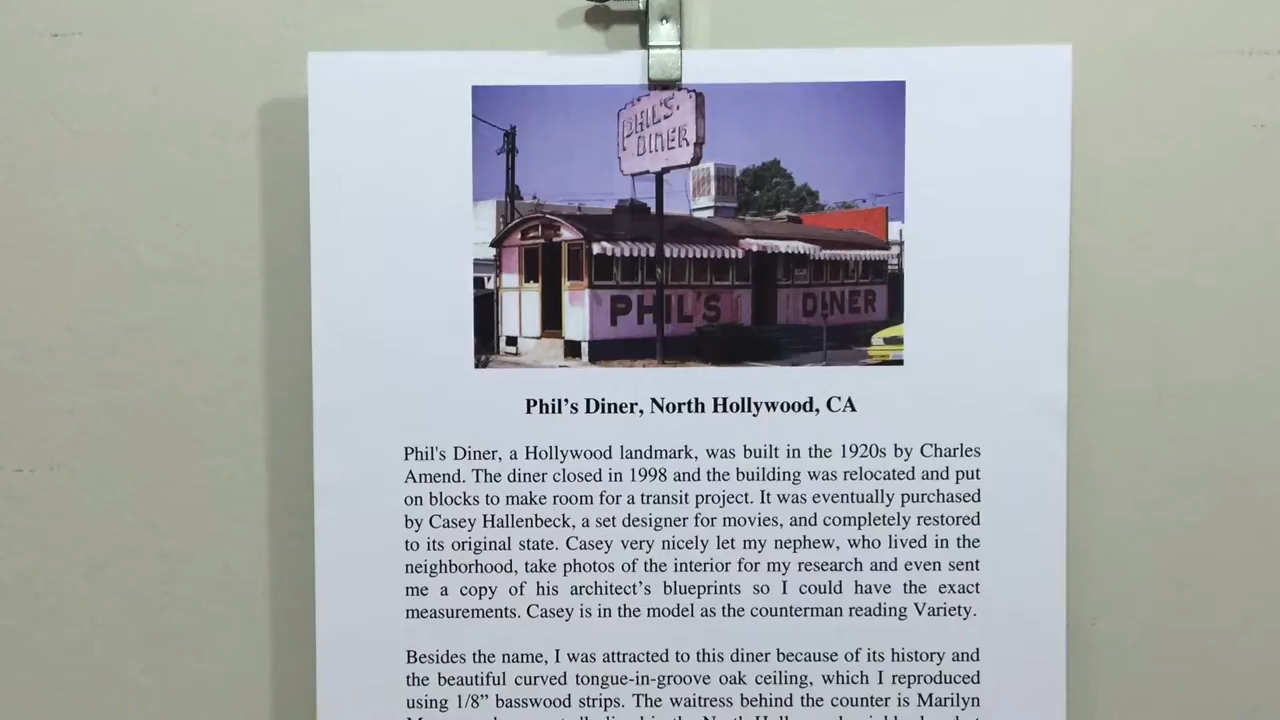 PHIL'S
DINER
PHIL'S DINER
Phil's Diner, North Hollywood, CA
Phil's Diner, a Hollywood landmark, was built in the 1920s by Charles
Amend. The diner closed in 1998 and the building was relocated and put
on blocks to make room for a transit project. It was eventually purchased
by Casey Hallenbeck, a set designer for movies, and completely restored
to its original state. Casey very nicely let my nephew, who lived in the
neighborhood, take photos of the interior for my research and even sent
me a copy of his architect's blueprints so I could have the exact
measurements. Casey is in the model as the counterman reading Variety.
Besides the name, I was attracted to this diner because of its history and
the beautiful curved tongue-in-groove oak ceiling, which I reproduced
using 1/8” basswood strips. The waitress behind the counter is Marilyn